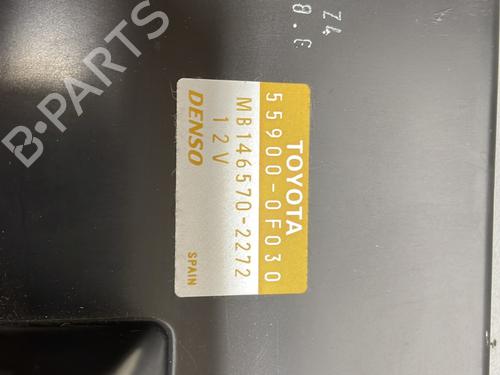 TOYOTA
55900-0F030
MB146570-2272
12V
DENSO
SPAIN
B-Parts